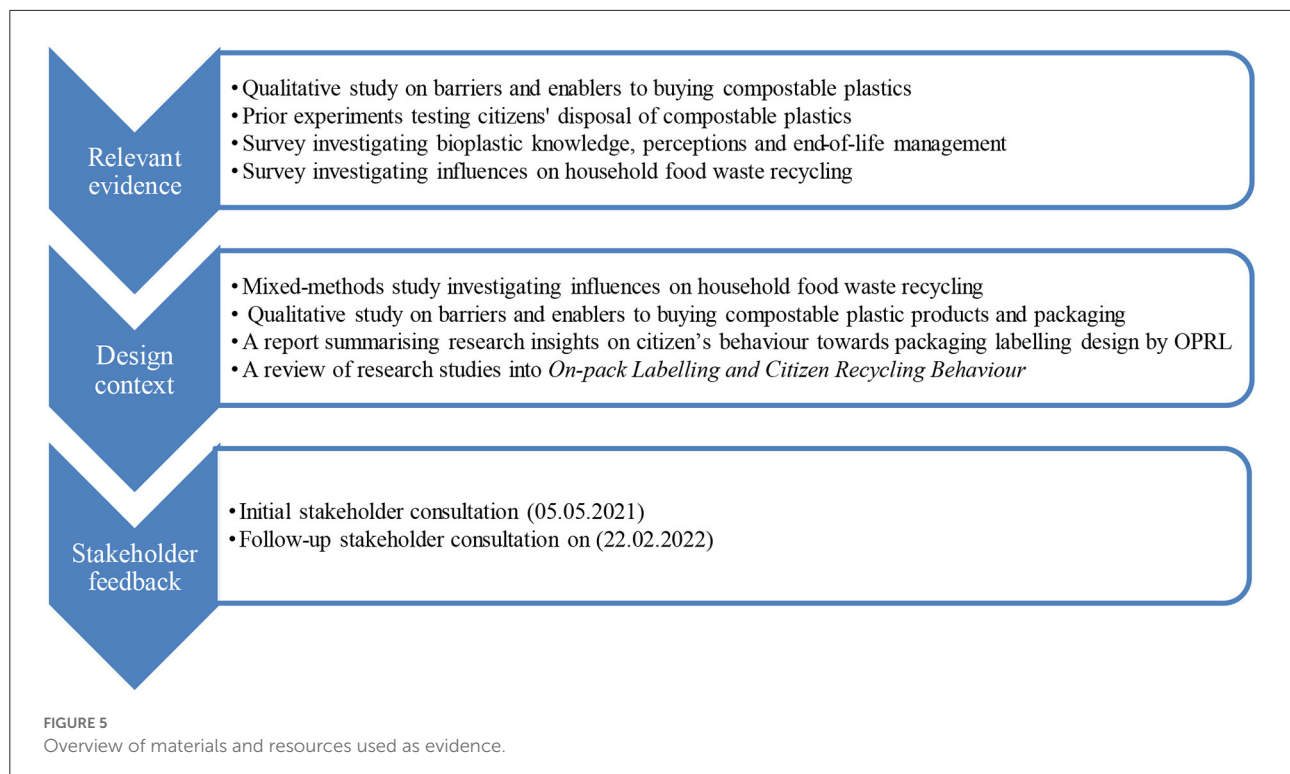 Relevant
evidence
•Qualitative study on barriers and enablers to buying compostable plastics
•Prior experiments testing citizens' disposal of compostable plastics
•Survey investigating bioplastic knowledge, perceptions and end-of-life management
•Survey investigating influences on household food waste recycling
Design
context
•Mixed-methods study investigating influences on household food waste recycling
• Qualitative study on barriers and enablers to buying compostable plastic products and packaging
•A report summarising research insights on citizen's behaviour towards packaging labelling design by OPRL
•A review of research studies into On-pack Labelling and Citizen Recycling Behaviour
Stakeholder
feedback
•Initial stakeholder consultation (05.05.2021)
•Follow-up stakeholder consultation on (22.02.2022)
FIGURE 5
Overview of materials and resources used as evidence.